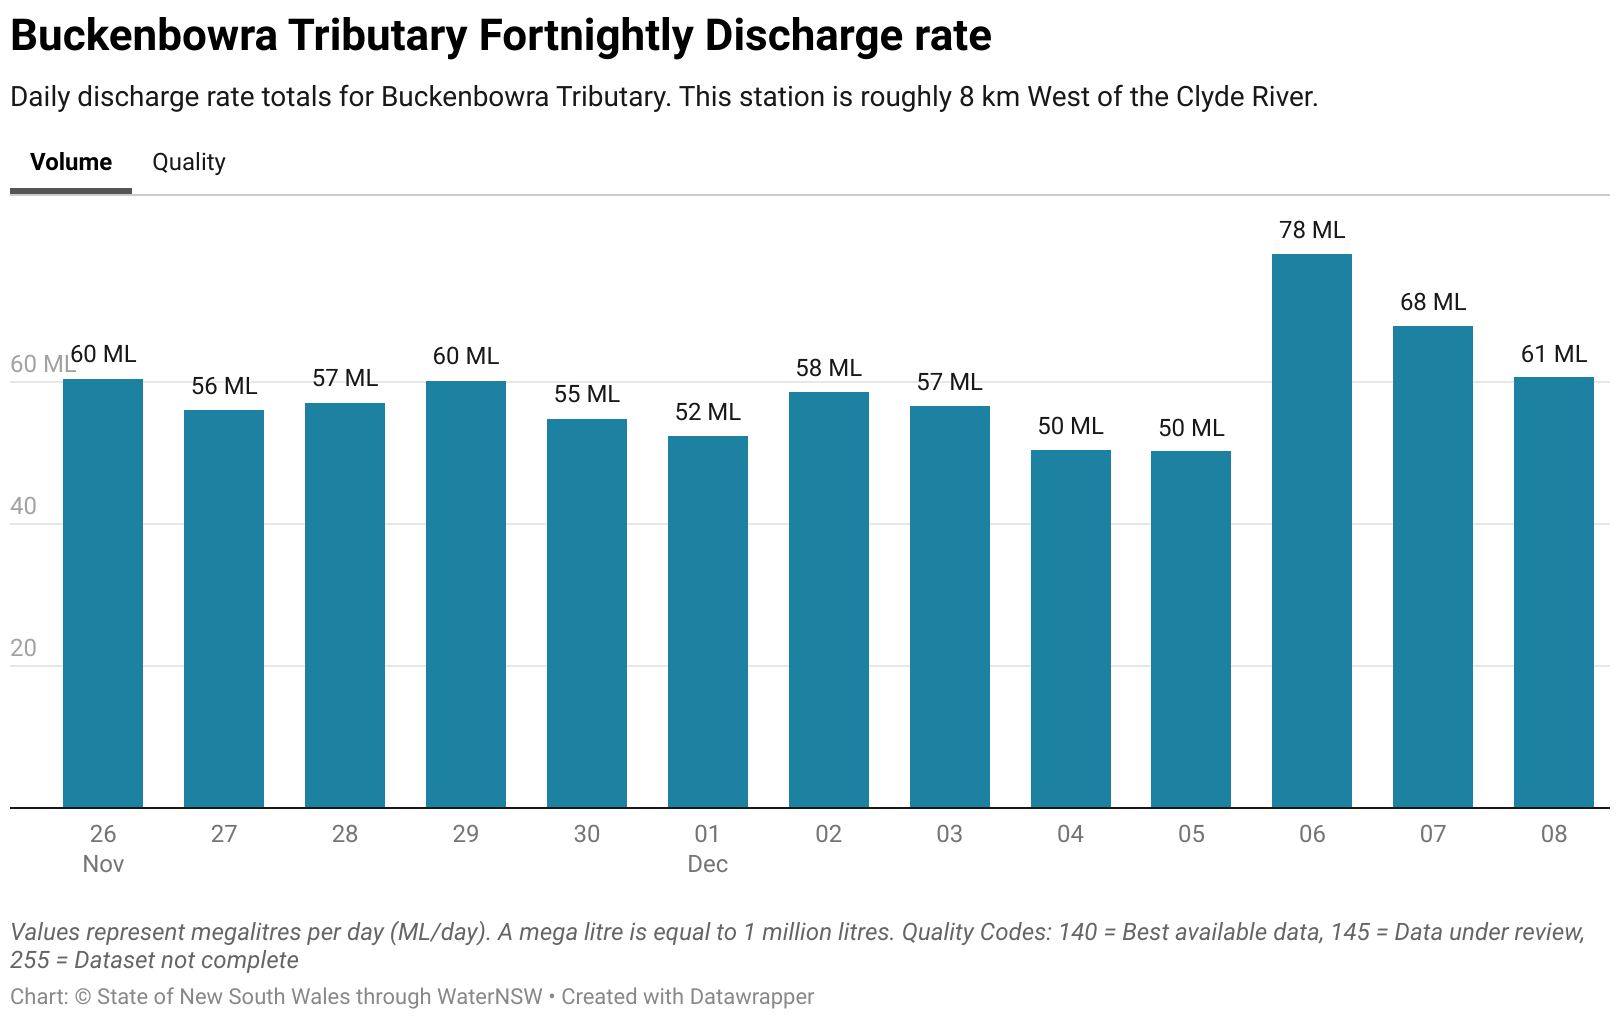 Buckenbowra Tributary Fortnightly Discharge rate
Daily discharge rate totals for Buckenbowra Tributary. This station is roughly 8 km West of the Clyde River.
Volume Quality
78 ML
68 ML
60 ML 60 ML 56 ML 57 ML 60 ML 55 ML 52 ML 58 ML 57 ML 50 ML 50 ML 61 ML
40
20
26 27 28 29 30 01 02 03 04 05 06 07 08
Nov Dec
Values represent megalitres per day (ML/day). A mega litre is equal to 1 million litres. Quality Codes: 140 = Best available data, 145 = Data under review,
255 = Dataset not complete
Chart: © State of New South Wales through WaterNSW • Created with Datawrapper